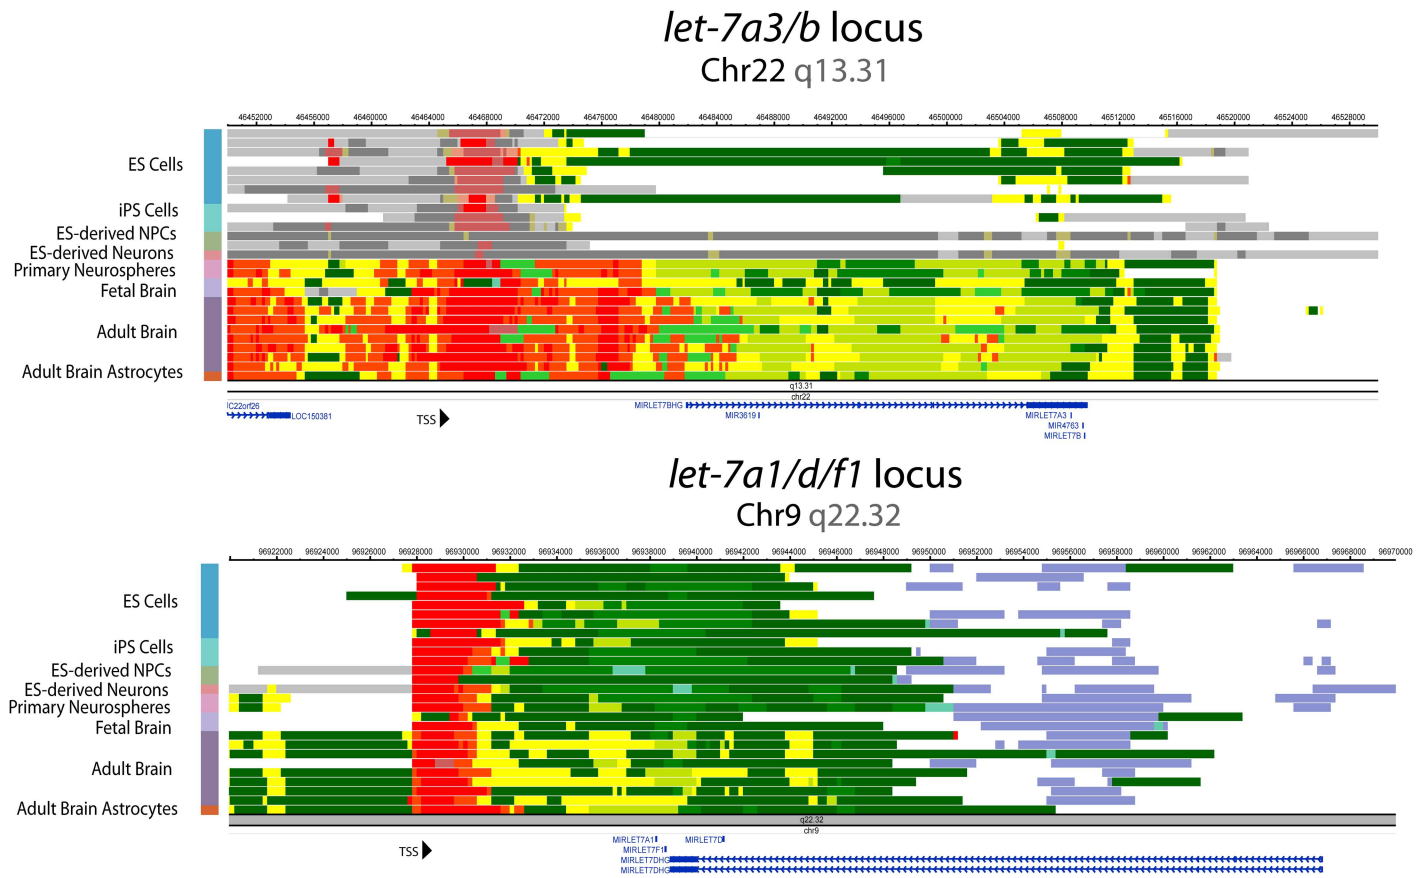 let-7a3/b locus
Chr22 q13.31
46452000 46456000 46460000 46464000 46468000 46472000 46476000 46480000 46484000 46488000 46492000 46496000 46500000 46504000 46508000 46512000 46516000 46520000 46524000 46528000
ES Cells
iPS Cells
ES-derived NPCs
ES-derived Neurons
Primary Neurospheres
Fetal Brain
Adult Brain
Adult Brain Astrocytes
q13.31
chr22
C22orf26 MIRLET7BHG
LOC150381 MIR3619 MIRLET7A3
TSS
MIR4763
MIRLET7B
let-7a1/d/f1 locus
Chr9 q22.32
96922000 96924000 96926000 96928000 96930000 96932000 96934000 96936000 96938000 96940000 96942000 96944000 96946000 96948000 96950000 96952000 96954000 96956000 96958000 96960000 96962000 96964000 96966000 96968000 96970000
ES Cells
iPS Cells
ES-derived NPCs
ES-derived Neurons
Primary Neurospheres
Fetal Brain
Adult Brain
Adult Brain Astrocytes
q22.32
chr9
MIRLET7A1 MIRLET7D
TSS MIRLET7F1
MIRLET7DHG
MIRLET7DHG